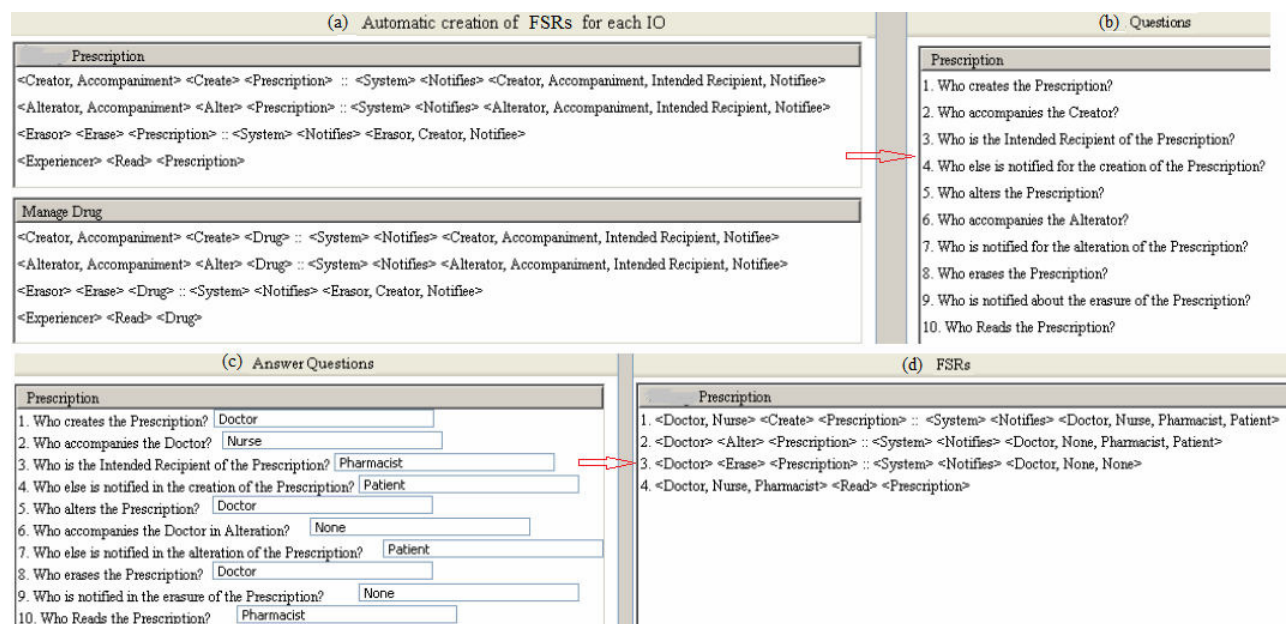 (a) Automatic creation of FSRs for each IO
Prescription
<Creator, Accompaniment> <Create> <Prescription> :: <System> <Notifies> <Creator, Accompaniment, Intended Recipient, Notifiee>
<Alterator, Accompaniment> <Alter> <Prescription> :: <System> <Notifies> <Alterator, Accompaniment, Intended Recipient, Notifiee>
<Erasor> <Erase> <Prescription> :: <System> <Notifies> <Erasor, Creator, Notifiee>
<Experiencer> <Read> <Prescription>
Manage Drug
<Creator, Accompaniment> <Create> <Drug> :: <System> <Notifies> <Creator, Accompaniment, Intended Recipient, Notifiee>
<Alterator, Accompaniment> <Alter> <Drug> :: <System> <Notifies> <Alterator, Accompaniment, Intended Recipient, Notifiee>
<Erasor> <Erase> <Drug> :: <System> <Notifies> <Erasor, Creator, Notifiee>
<Experiencer> <Read> <Drug>
(b) Questions
Prescription
1. Who creates the Prescription?
2. Who accompanies the Creator?
3. Who is the Intended Recipient of the Prescription?
4. Who else is notified for the creation of the Prescription?
5. Who alters the Prescription?
6. Who accompanies the Alterator?
7. Who is notified for the alteration of the Prescription?
8. Who erases the Prescription?
9. Who is notified about the erasure of the Prescription?
10. Who Reads the Prescription?
(c) Answer Questions
Prescription
1. Who creates the Prescription? Doctor
2. Who accompanies the Doctor? Nurse
3. Who is the Intended Recipient of the Prescription? Pharmacist
4. Who else is notified in the creation of the Prescription? Patient
5. Who alters the Prescription? Doctor
6. Who accompanies the Doctor in Alteration? None
7. Who else is notified in the alteration of the Prescription? Patient
8. Who erases the Prescription? Doctor
9. Who is notified in the erasure of the Prescription? None
10. Who Reads the Prescription? Pharmacist
(d) FSRs
Prescription
1. <Doctor, Nurse> <Create> <Prescription> :: <System> <Notifies> <Doctor, Nurse, Pharmacist, Patient>
2. <Doctor> <Alter> <Prescription> :: <System> <Notifies> <Doctor, None, Pharmacist, Patient>
3. <Doctor> <Erase> <Prescription> :: <System> <Notifies> <Doctor, None, None>
4. <Doctor, Nurse, Pharmacist> <Read> <Prescription>